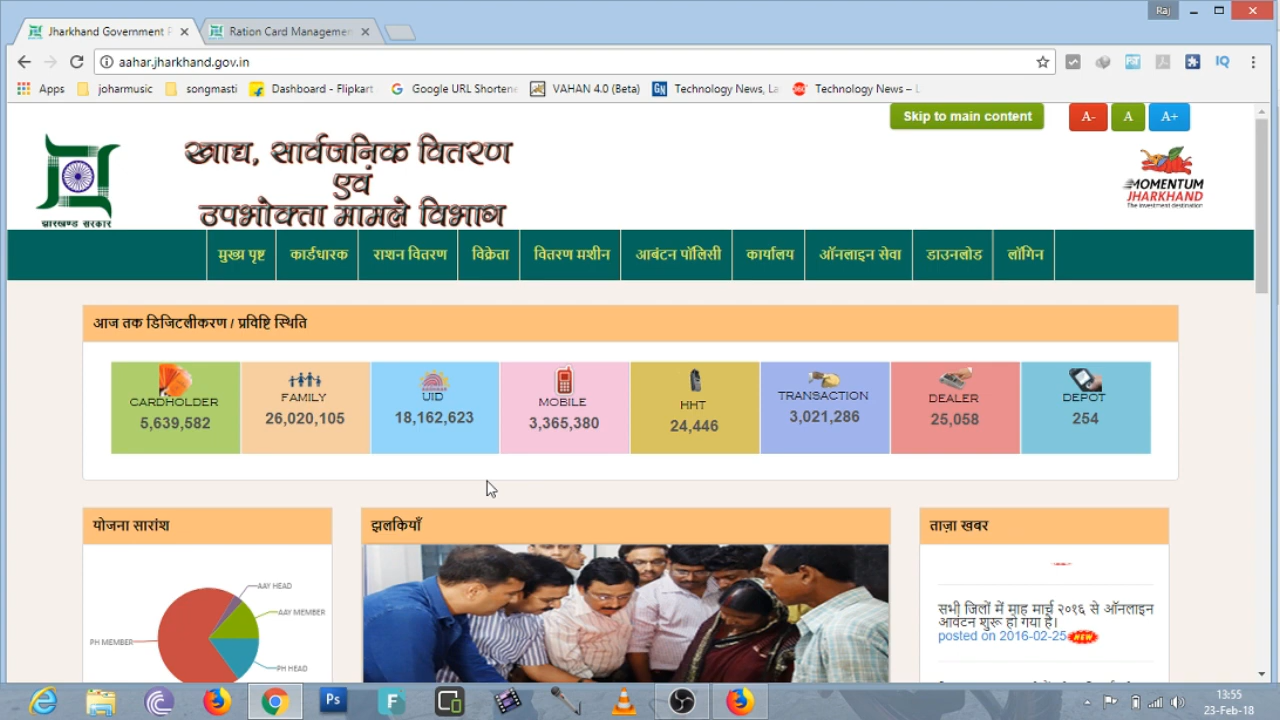 Raj
Jharkhand Government P
Ration Card Managemen
aahar.jharkhand.gov.in
IQ
Apps joharmusic songmasti Dashboard - Flipkart Google URL Shortene VAHAN 4.0 (Beta) GN Technology News, La Technology News – L
Skip to main content A- A A+
खाद्य, सार्वजनिक वितरण
एवं
उपभोक्ता मामले विभाग
झारखण्ड सरकार
MOMENTUM
JHARKHAND
The investment destination
मुख्य पृष्ट कार्डधारक राशन वितरण विक्रेता वितरण मशीन आबंटन पॉलिसी कार्यालय ऑनलाइन सेवा डाउनलोड लॉगिन
आज तक डिजिटलीकरण / प्रविष्टि स्थिति
CARDHOLDER
5,639,582
FAMILY
26,020,105
UID
18,162,623
MOBILE
3,365,380
HHT
24,446
TRANSACTION
3,021,286
DEALER
25,058
DEPOT
254
योजना सारांश
AAY HEAD
AAY MEMBER
PH MEMBER
PH HEAD
झलकियाँ
ताज़ा खबर
सभी जिलों में माह मार्च २०१६ से ऑनलाइन
आवंटन शुरू हो गया है।
posted on 2016-02-25 NEW
Ps
F
13:55
23-Feb-18